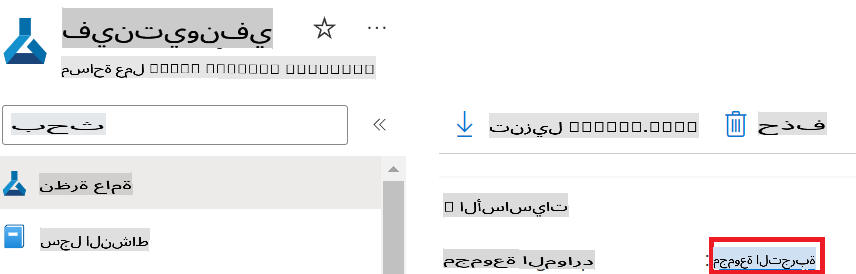 فينتيونفي
مساحة عمل
بحث
تنزيل
حذف
نظرة عامة
سجل النشاط
الأساسيات
مجموعة الموارد : مجموعة التجربة